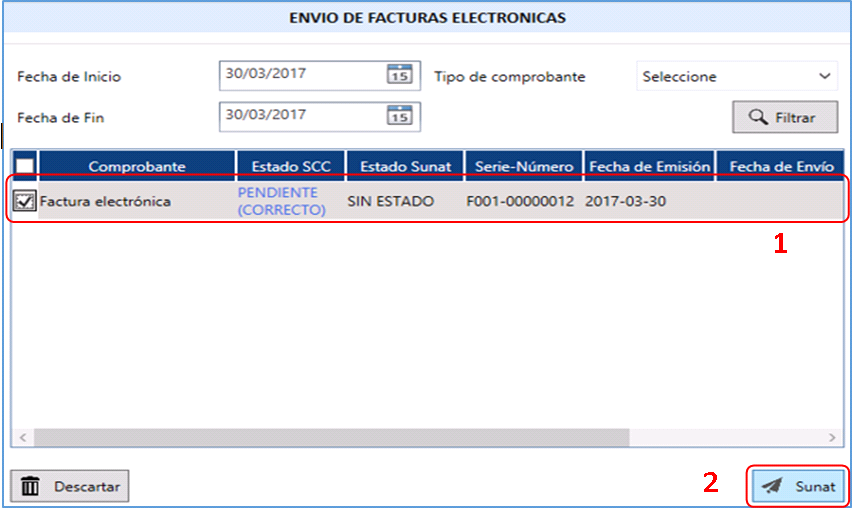 ENVIO DE FACTURAS ELECTRONICAS
Fecha de Inicio 30/03/2017 15 Tipo de comprobante Seleccione
Fecha de Fin 30/03/2017 15 Filtrar
Comprobante Estado SCC Estado Sunat Serie-Número Fecha de Emisión Fecha de Envío
Factura electrónica PENDIENTE (CORRECTO) SIN ESTADO F001-00000012 2017-03-30
1
Descartar 2 Sunat